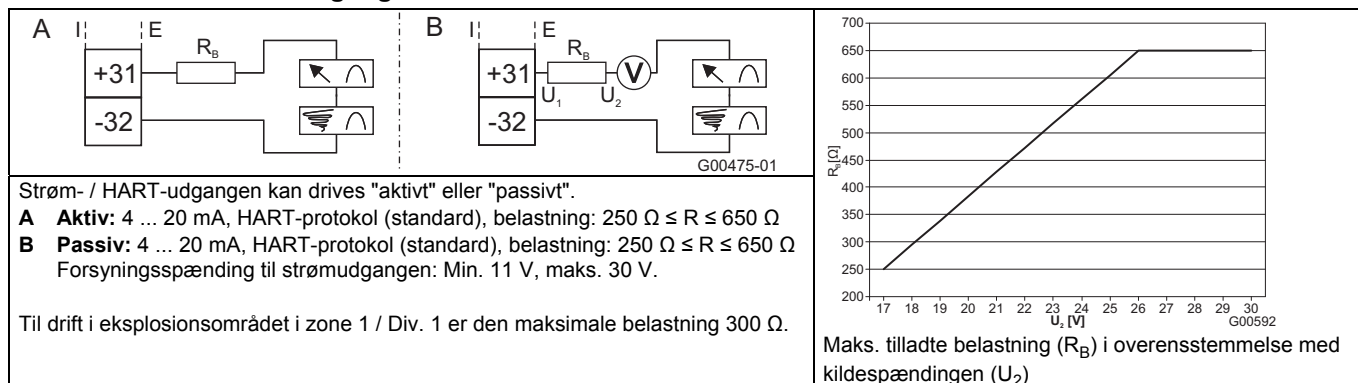 A I E
R_B
+31
-32
B I E
R_B
V
+31
U_1 U_2
-32
G00475-01
Strøm- / HART-udgangen kan drives "aktivt" eller "passivt".
A Aktiv: 4 ... 20 mA, HART-protokol (standard), belastning: 250 Ω ≤ R ≤ 650 Ω
B Passiv: 4 ... 20 mA, HART-protokol (standard), belastning: 250 Ω ≤ R ≤ 650 Ω
Forsyningsspænding til strømudgangen: Min. 11 V, maks. 30 V.
Til drift i eksplosionsområdet i zone 1 / Div. 1 er den maksimale belastning 300 Ω.
700
650
600
550
500
450
400
350
300
250
200
R_B[Ω]
17 18 19 20 21 22 23 24 25 26 27 28 29 30
U_2 [V]
G00592
Maks. tilladte belastning (R_B) i overensstemmelse med
kildespændingen (U_2)